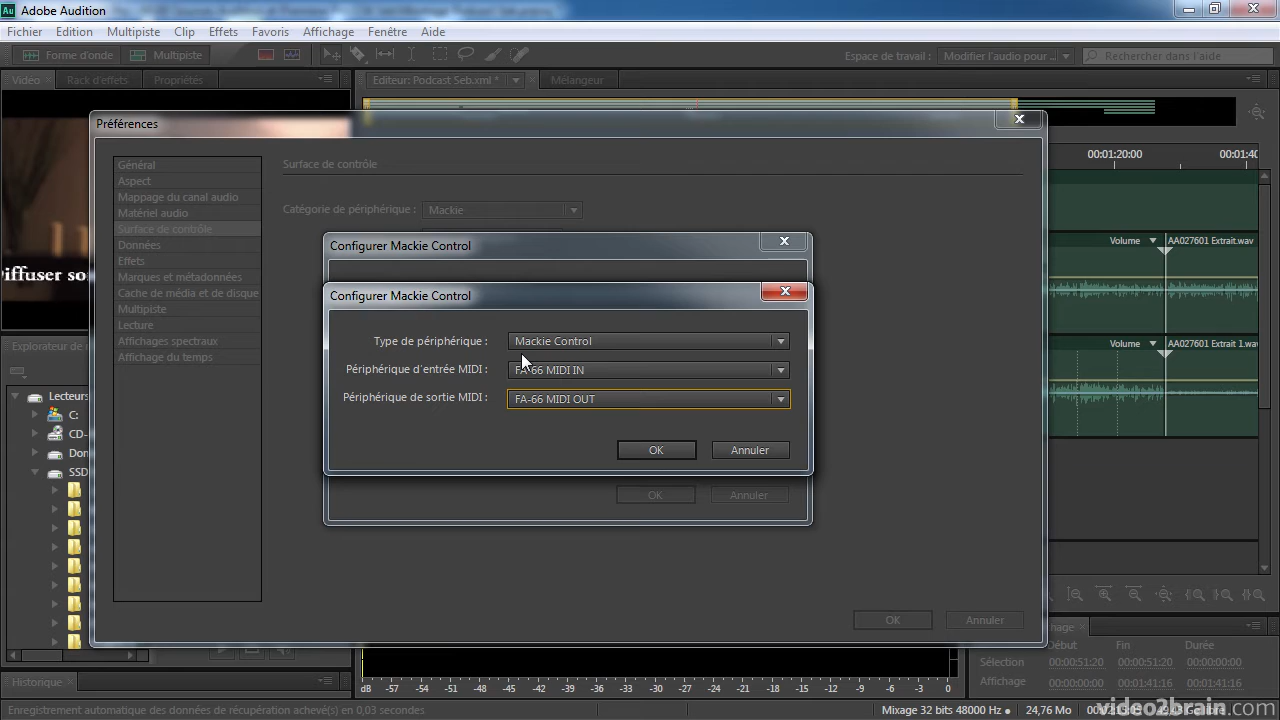 Adobe Audition
Fichier Edition Multipiste Clip Effets Favoris Affichage Fenêtre Aide
Forme d'onde Multipiste Espace de travail : Modifier l'audio pour ... Rechercher dans l'aide
Vidéo Rack d'effets Propriétés Editeur: Podcast Seb.xml * Mélangeur
Préférences
00:01:20:00 00:01:40
Général
Aspect
Mappage du canal audio
Matériel audio
Surface de contrôle
Données
Effets
Marques et métadonnées
Cache de média et de disque
Multipiste
Lecture
Affichages spectraux
Affichage du temps
Surface de contrôle
Catégorie de périphérique : Mackie
Configurer Mackie Control
Configurer Mackie Control
Type de périphérique : Mackie Control
Périphérique d'entrée MIDI : FA-66 MIDI IN
Périphérique de sortie MIDI : FA-66 MIDI OUT
OK Annuler
OK Annuler
OK Annuler
Volume AA027601 Extrait.wav
Volume AA027601 Extrait 1.wav
Diffuser so
Explorateur de
Lecteurs
C:
CD-
Don
SSD
Historique
dB -57 -54 -51 -48 -45 -42 -39 -36 -33 -30 -27 -24 -21 -18 -15 -12 -9 -6 -3 0
Début Fin Durée
Sélection 00:00:51:20 00:00:51:20 00:00:00:00
Affichage 00:00:00:00 00:01:41:16 00:01:41:16
Enregistrement automatique des données de récupération achevé(s) en 0,03 secondes
Mixage 32 bits 48000 Hz 24,76 Mo
video2brain.com